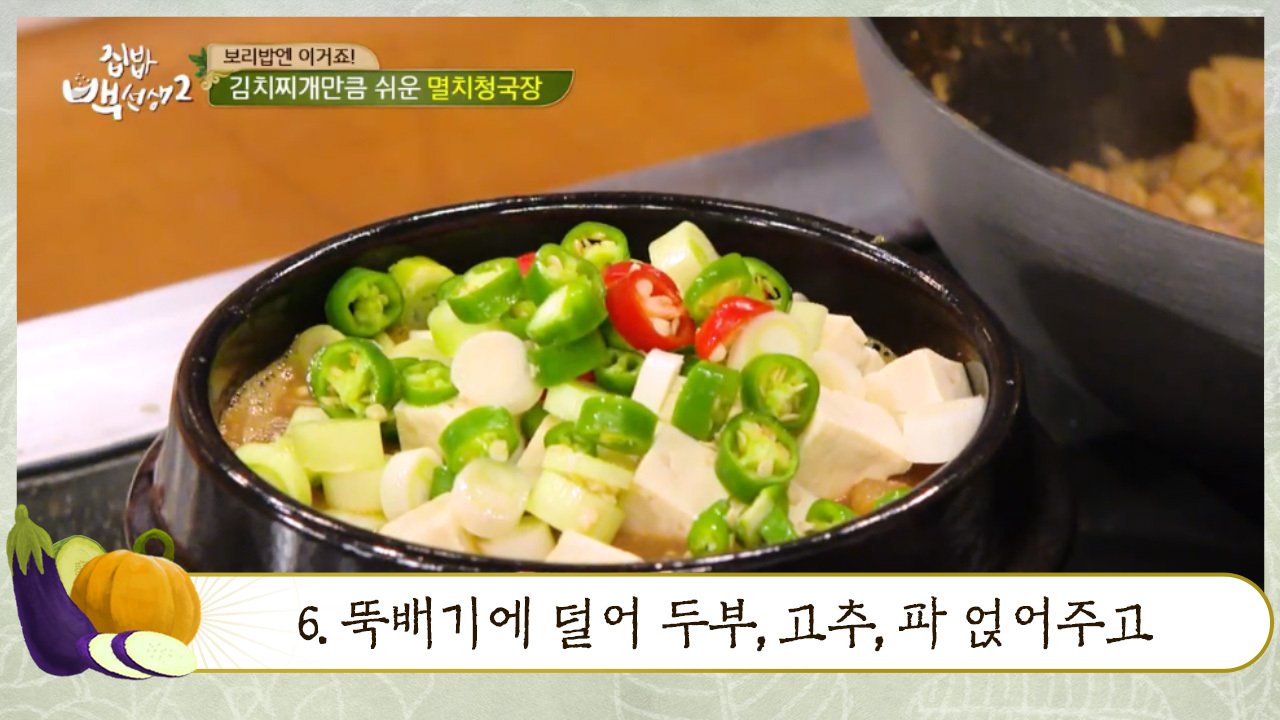 집밥
백선생2
보리밥엔 이거죠!
김치찌개만큼 쉬운 멸치청국장
6. 뚝배기에 덜어 두부, 고추, 파 얹어주고